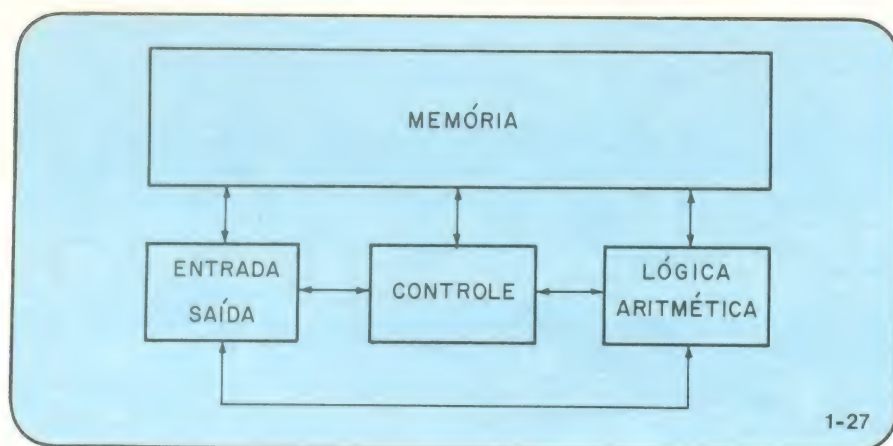 MEMÓRIA
ENTRADA
SAÍDA
CONTROLE
LÓGICA
ARITMÉTICA
1-27